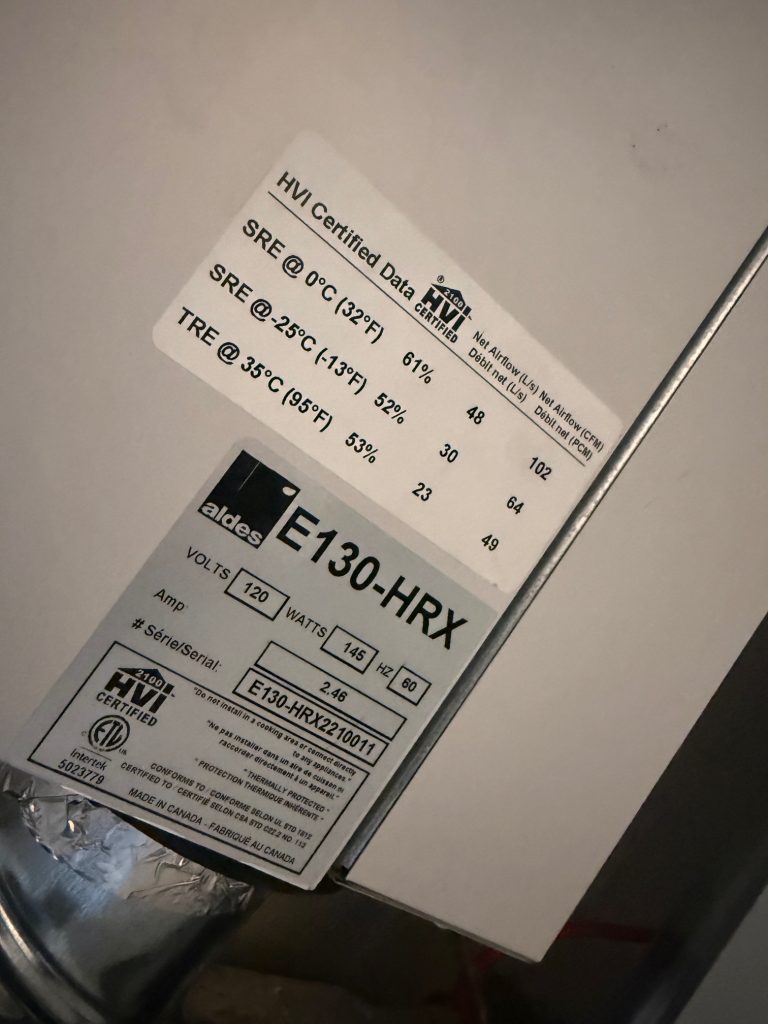 HVI Certified Data
® 2100 HVI CERTIFIED
Net Airflow (L/s) Net Airflow (CFM)
Débit net (L/s) Débit net (PCM)
SRE @ 0°C (32°F) 61% 48 102
SRE @-25°C (-13°F) 52% 30 64
TRE @ 35°C (95°F) 53% 23 49
aldes E130-HRX
VOLTS 120 WATTS 145 HZ 60
Amp: 2.46
# Série/Serial: E130-HRX2210011
2100 HVI CERTIFIED
"Do not install in a cooking area or connect directly
to any appliances."
"Ne pas installer dans un aire de cuisson ni
raccorder directement à un appareil."
"THERMALLY PROTECTED"
"PROTECTION THERMIQUE INHÉRENTE"
ETL US
Intertek
5023779
CONFORMS TO / CONFORME SELON UL STD 1812
CERTIFIED TO / CERTIFIÉ SELON CSA STD C22.2 NO. 113
MADE IN CANADA - FABRIQUÉ AU CANADA